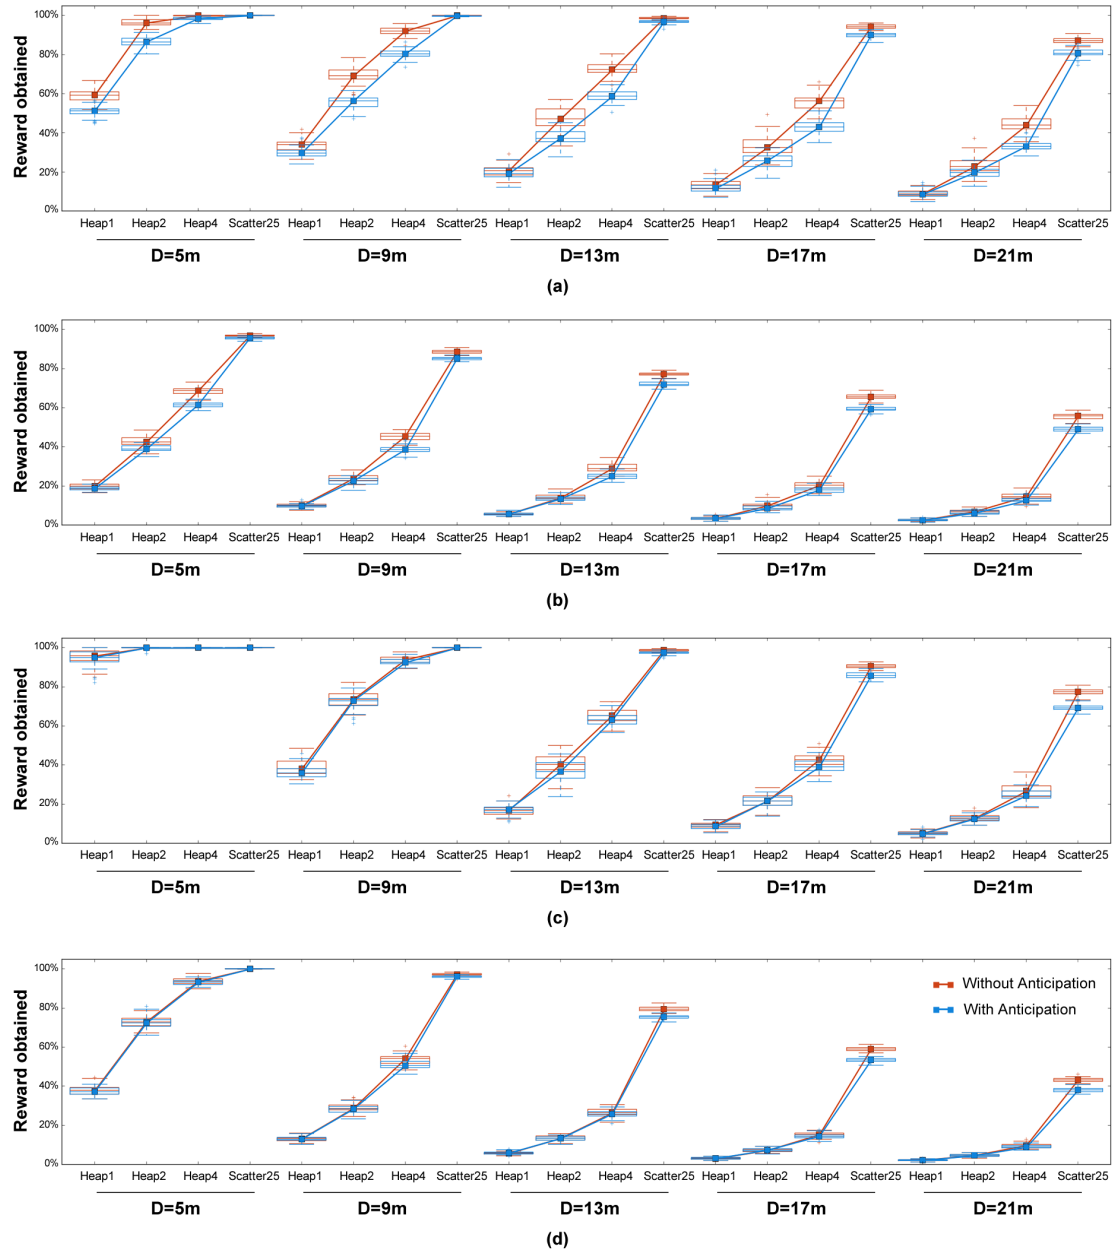 Reward obtained
100%
80%
60%
40%
20%
0%
Heap1 Heap2 Heap4 Scatter25 Heap1 Heap2 Heap4 Scatter25 Heap1 Heap2 Heap4 Scatter25 Heap1 Heap2 Heap4 Scatter25 Heap1 Heap2 Heap4 Scatter25
D=5m D=9m D=13m D=17m D=21m
(a)
Reward obtained
100%
80%
60%
40%
20%
0%
Heap1 Heap2 Heap4 Scatter25 Heap1 Heap2 Heap4 Scatter25 Heap1 Heap2 Heap4 Scatter25 Heap1 Heap2 Heap4 Scatter25 Heap1 Heap2 Heap4 Scatter25
D=5m D=9m D=13m D=17m D=21m
(b)
Reward obtained
100%
80%
60%
40%
20%
0%
Heap1 Heap2 Heap4 Scatter25 Heap1 Heap2 Heap4 Scatter25 Heap1 Heap2 Heap4 Scatter25 Heap1 Heap2 Heap4 Scatter25 Heap1 Heap2 Heap4 Scatter25
D=5m D=9m D=13m D=17m D=21m
(c)
Reward obtained
100%
80%
60%
40%
20%
0%
Without Anticipation
With Anticipation
Heap1 Heap2 Heap4 Scatter25 Heap1 Heap2 Heap4 Scatter25 Heap1 Heap2 Heap4 Scatter25 Heap1 Heap2 Heap4 Scatter25 Heap1 Heap2 Heap4 Scatter25
D=5m D=9m D=13m D=17m D=21m
(d)